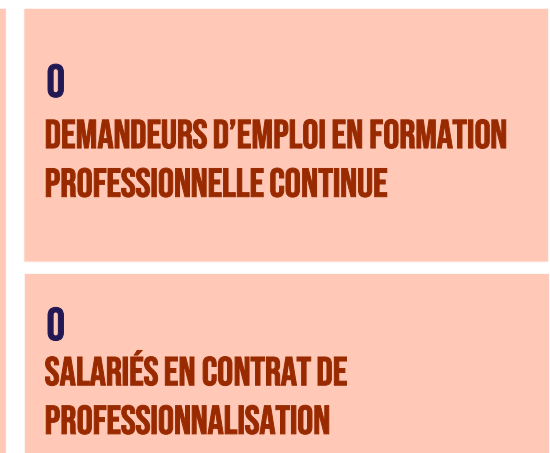 0
DEMANDEURS D’EMPLOI EN FORMATION
PROFESSIONNELLE CONTINUE
0
SALARIÉS EN CONTRAT DE
PROFESSIONNALISATION